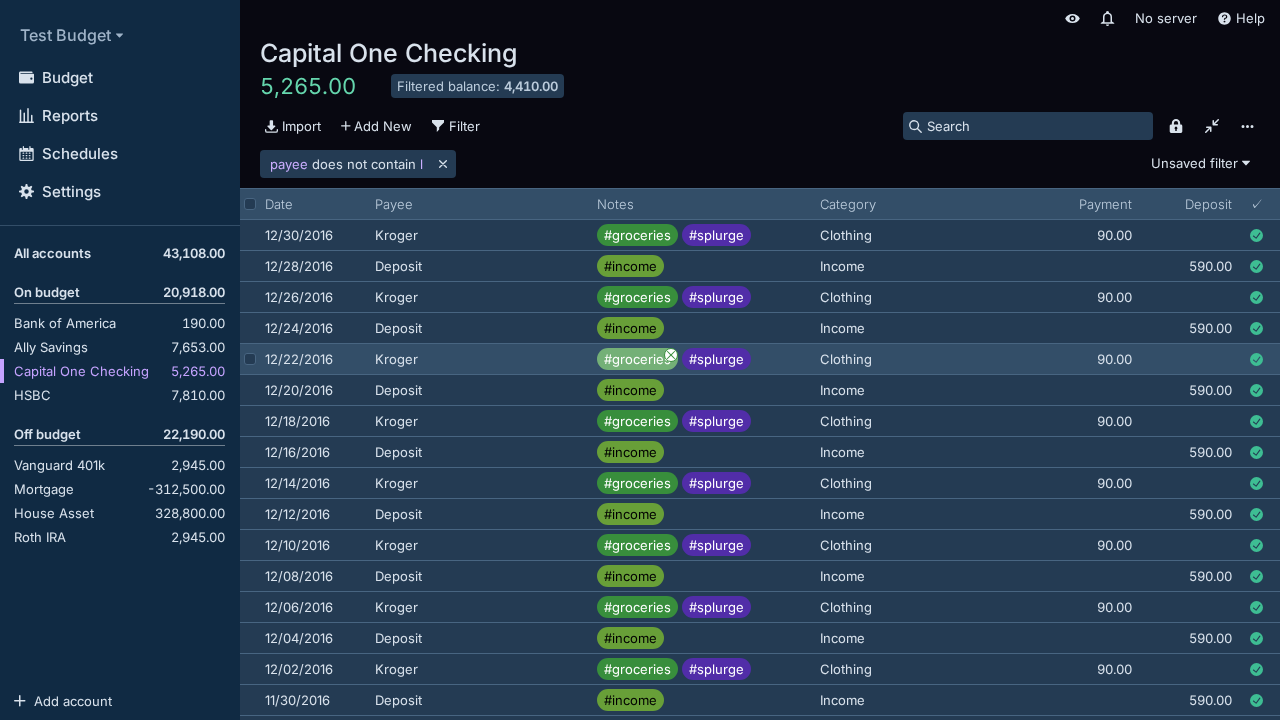 Test Budget
Budget
Reports
Schedules
Settings
All accounts 43,108.00
On budget 20,918.00
Bank of America 190.00
Ally Savings 7,653.00
Capital One Checking 5,265.00
HSBC 7,810.00
Off budget 22,190.00
Vanguard 401k 2,945.00
Mortgage -312,500.00
House Asset 328,800.00
Roth IRA 2,945.00
Add account
No server Help
Capital One Checking
5,265.00 Filtered balance: 4,410.00
Import Add New Filter Search
payee does not contain l Unsaved filter
Date Payee Notes Category Payment Deposit ✓
12/30/2016 Kroger #groceries #splurge Clothing 90.00
12/28/2016 Deposit #income Income 590.00
12/26/2016 Kroger #groceries #splurge Clothing 90.00
12/24/2016 Deposit #income Income 590.00
12/22/2016 Kroger #groceries #splurge Clothing 90.00
12/20/2016 Deposit #income Income 590.00
12/18/2016 Kroger #groceries #splurge Clothing 90.00
12/16/2016 Deposit #income Income 590.00
12/14/2016 Kroger #groceries #splurge Clothing 90.00
12/12/2016 Deposit #income Income 590.00
12/10/2016 Kroger #groceries #splurge Clothing 90.00
12/08/2016 Deposit #income Income 590.00
12/06/2016 Kroger #groceries #splurge Clothing 90.00
12/04/2016 Deposit #income Income 590.00
12/02/2016 Kroger #groceries #splurge Clothing 90.00
11/30/2016 Deposit #income Income 590.00